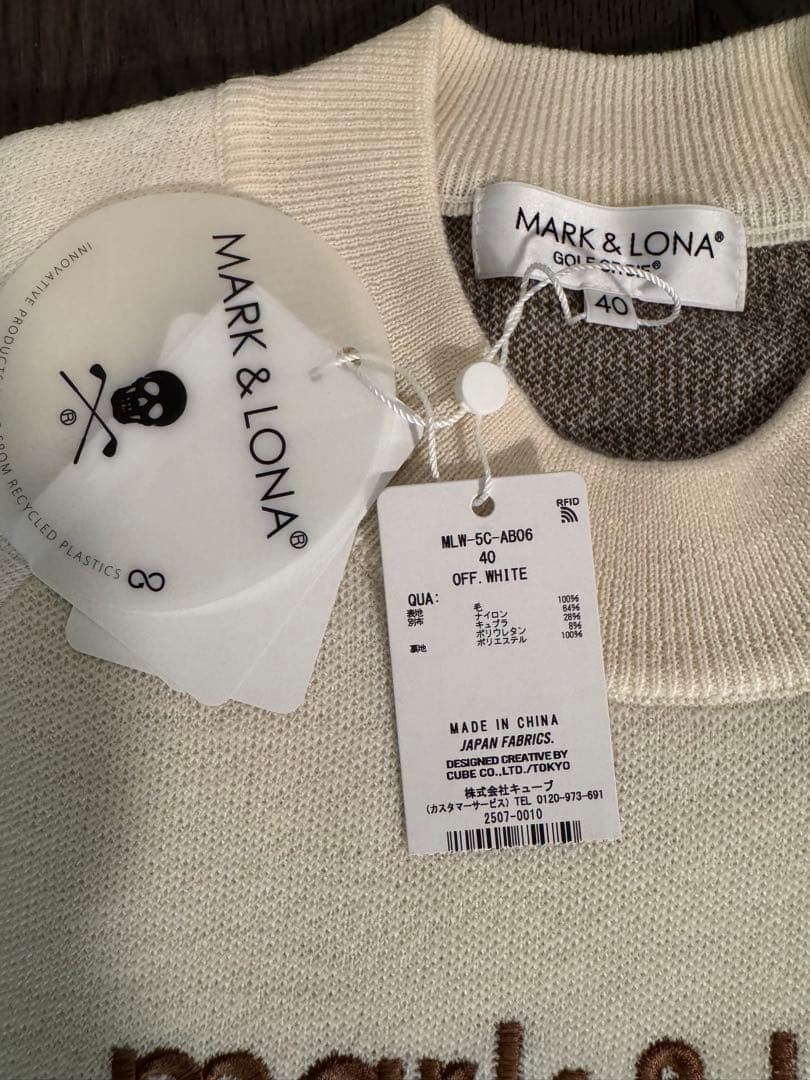 MARK & LONA®
40
INNOVATIVE PRODUCTS
FROM RECYCLED PLASTICS
MARK & LONA®
®
RFID
MLW-5C-AB06
40
OFF.WHITE
QUA:
表地 毛 100%
別布 ナイロン 64%
キュプラ 28%
ポリウレタン 8%
裏地 ポリエステル 100%
MADE IN CHINA
JAPAN FABRICS.
DESIGNED CREATIVE BY
CUBE CO.,LTD./TOKYO
株式会社キューブ
(カスタマーサービス) TEL 0120-973-691
2507-0010
mark &